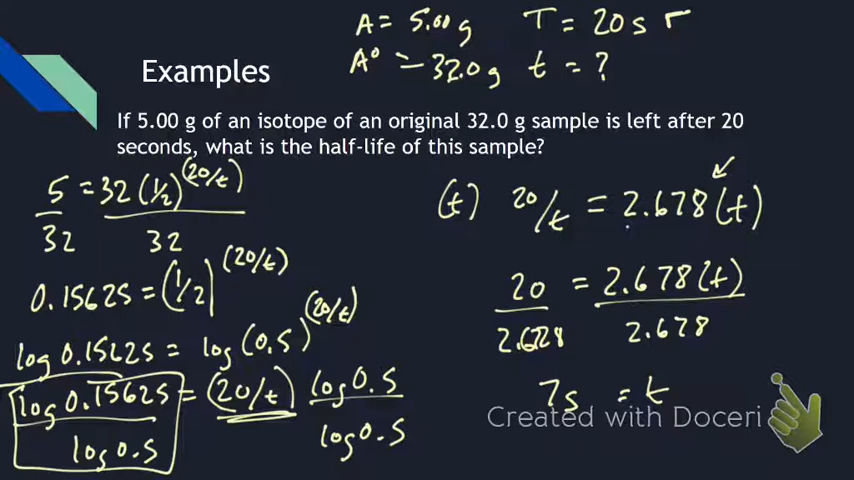 A = 5.00 g T = 20 s r
A° = 32.0 g t = ?
Examples
If 5.00 g of an isotope of an original 32.0 g sample is left after 20
seconds, what is the half-life of this sample?
5 = 32 (1/2)^(20/t)
32 32
0.15625 = (1/2)^(20/t)
log 0.15625 = log (0.5)^(20/t)
log 0.15625 = (20/t) log 0.5
log 0.5 log 0.5
(t) 20/t = 2.678 (t)
20 = 2.678 (t)
2.678 2.678
7s = t
Created with Doceri